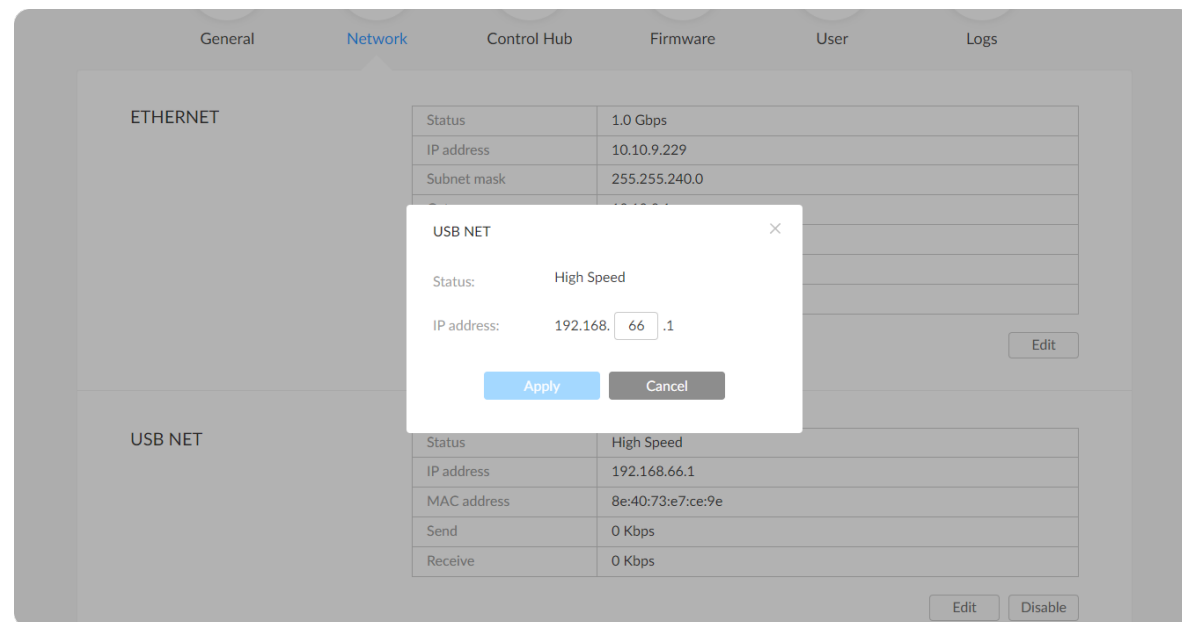 General Network Control Hub Firmware User Logs
ETHERNET
Status 1.0 Gbps
IP address 10.10.9.229
Subnet mask 255.255.240.0
USB NET
Status: High Speed
IP address: 192.168. 66 .1
Apply Cancel
Edit
USB NET
Status High Speed
IP address 192.168.66.1
MAC address 8e:40:73:e7:ce:9e
Send 0 Kbps
Receive 0 Kbps
Edit Disable